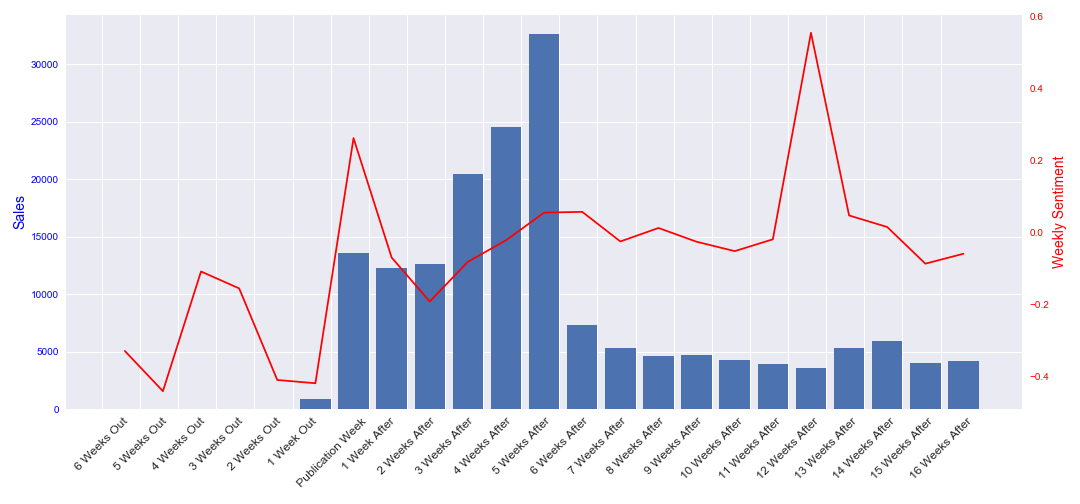 0.6
30000
0.4
25000
20000
0.2
Sales
15000
0.0
Weekly Sentiment
10000
−0.2
5000
−0.4
0
6 Weeks Out
5 Weeks Out
4 Weeks Out
3 Weeks Out
2 Weeks Out
1 Week Out
Publication Week
1 Week After
2 Weeks After
3 Weeks After
4 Weeks After
5 Weeks After
6 Weeks After
7 Weeks After
8 Weeks After
9 Weeks After
10 Weeks After
11 Weeks After
12 Weeks After
13 Weeks After
14 Weeks After
15 Weeks After
16 Weeks After